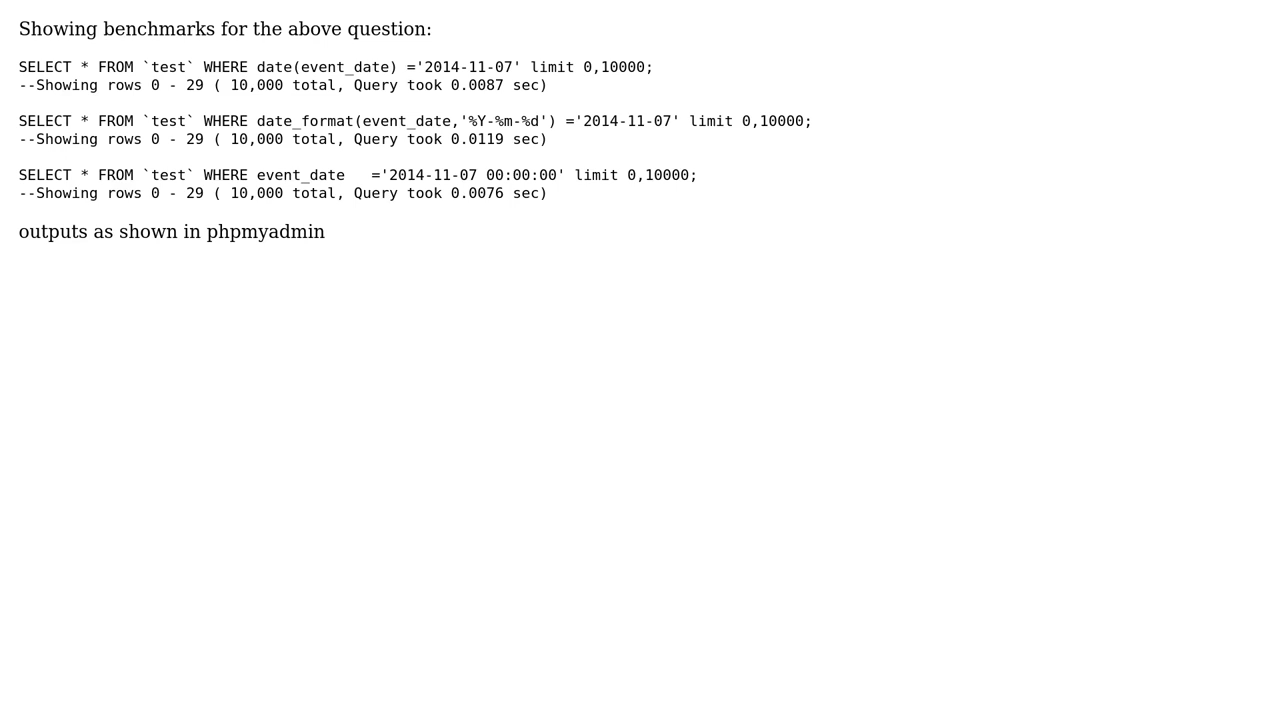 Showing benchmarks for the above question:
SELECT * FROM `test` WHERE date(event_date) ='2014-11-07' limit 0,10000;
--Showing rows 0 - 29 ( 10,000 total, Query took 0.0087 sec)
SELECT * FROM `test` WHERE date_format(event_date,'%Y-%m-%d') ='2014-11-07' limit 0,10000;
--Showing rows 0 - 29 ( 10,000 total, Query took 0.0119 sec)
SELECT * FROM `test` WHERE event_date   ='2014-11-07 00:00:00' limit 0,10000;
--Showing rows 0 - 29 ( 10,000 total, Query took 0.0076 sec)
outputs as shown in phpmyadmin